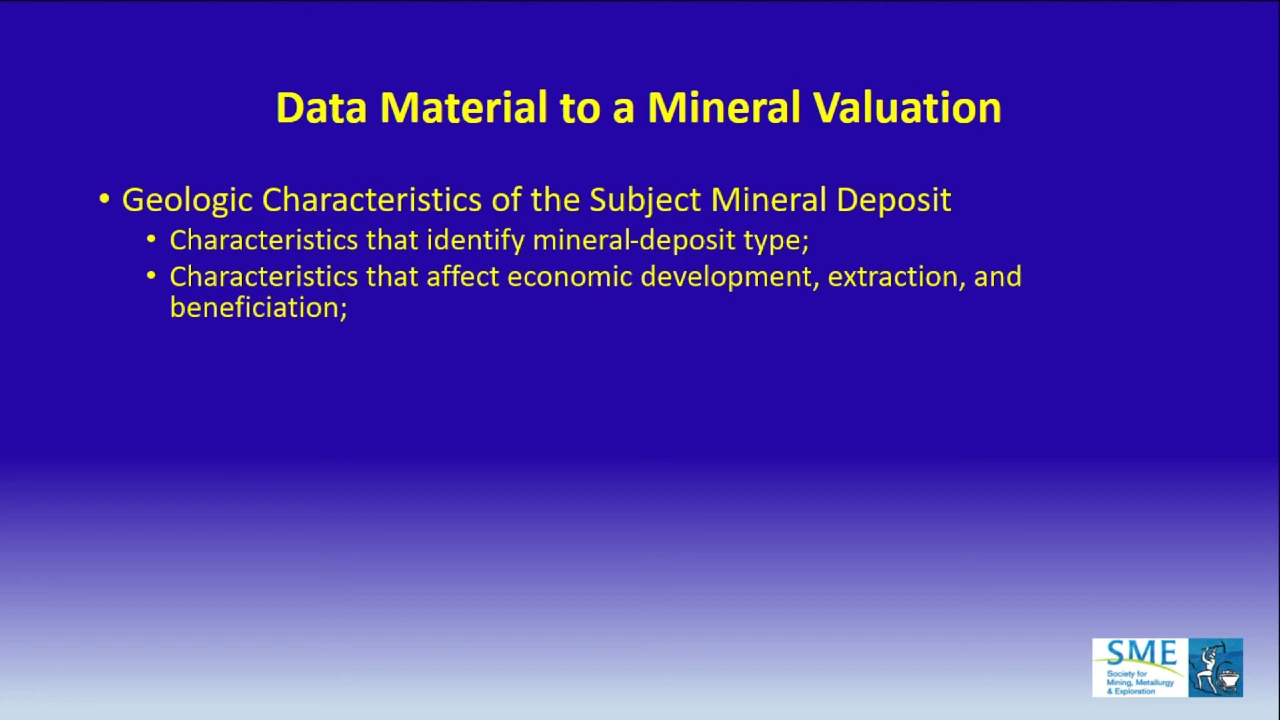 Data Material to a Mineral Valuation
• Geologic Characteristics of the Subject Mineral Deposit
• Characteristics that identify mineral-deposit type;
• Characteristics that affect economic development, extraction, and
beneficiation;
SME
Society for
Mining, Metallurgy
& Exploration